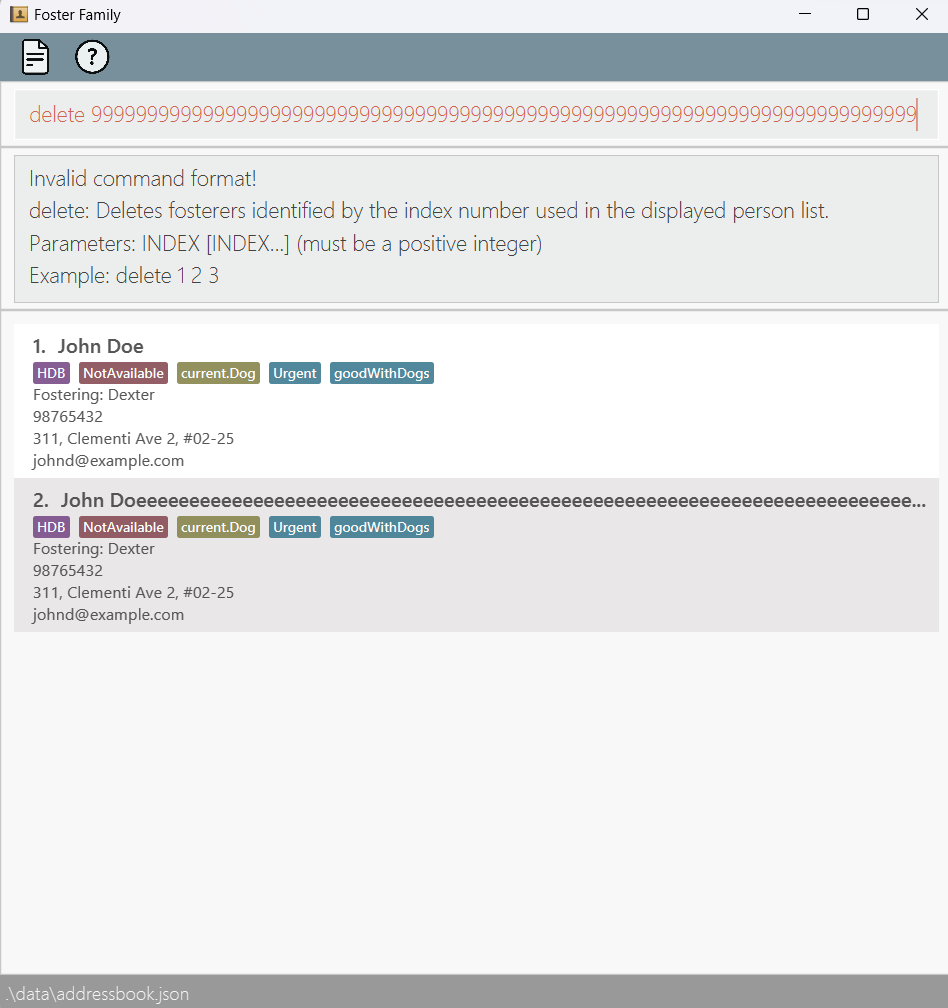 Foster Family
delete 99999999999999999999999999999999999999999999999999999999999999999999999999
Invalid command format!
delete: Deletes fosterers identified by the index number used in the displayed person list.
Parameters: INDEX [INDEX...] (must be a positive integer)
Example: delete 1 2 3
1. John Doe
HDB NotAvailable current.Dog Urgent goodWithDogs
Fostering: Dexter
98765432
311, Clementi Ave 2, #02-25
johnd@example.com
2. John Doeeeeeeeeeeeeeeeeeeeeeeeeeeeeeeeeeeeeeeeeeeeeeeeeeeeeeeeeeeeeeeeeeeeeeeeee...
HDB NotAvailable current.Dog Urgent goodWithDogs
Fostering: Dexter
98765432
311, Clementi Ave 2, #02-25
johnd@example.com
.\data\addressbook.json